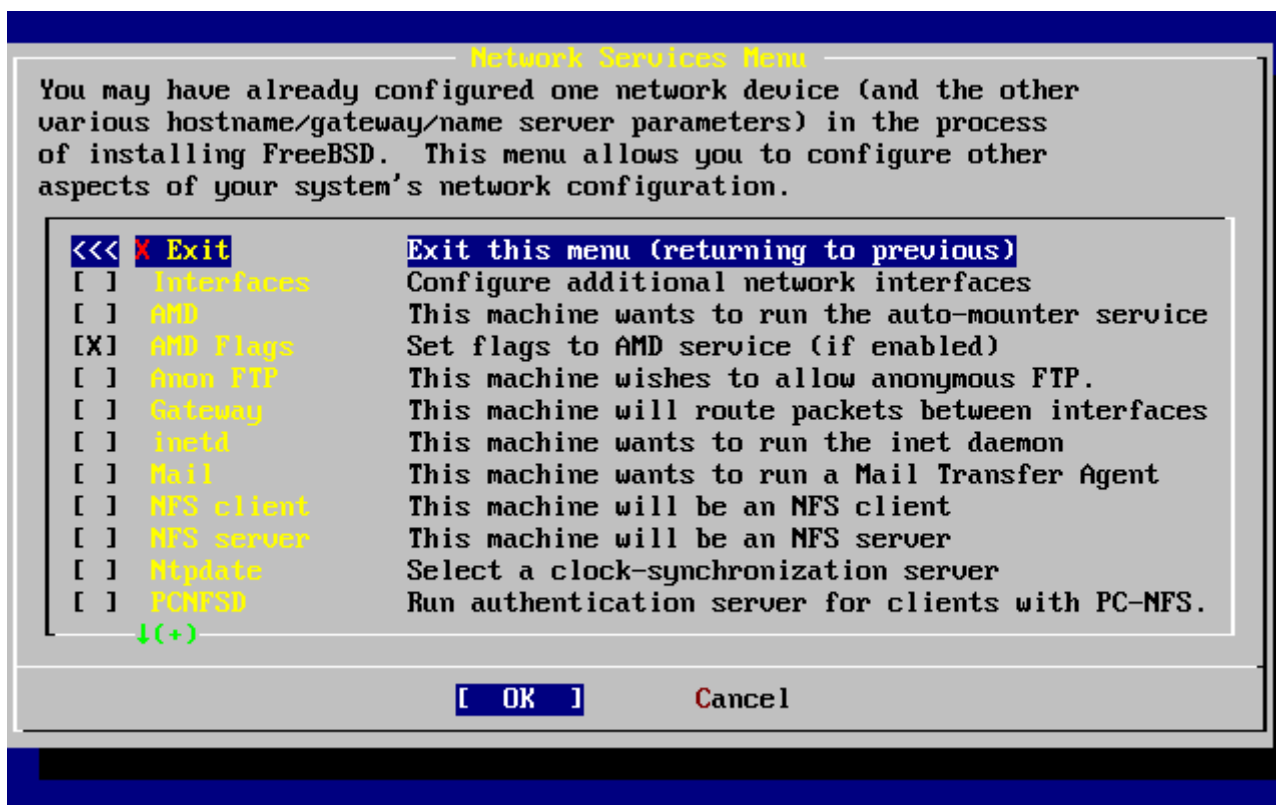 Network Services Menu
You may have already configured one network device (and the other
various hostname/gateway/name server parameters) in the process
of installing FreeBSD.  This menu allows you to configure other
aspects of your system's network configuration.
<<< X Exit Exit this menu (returning to previous)
[ ] Interfaces Configure additional network interfaces
[ ] AMD This machine wants to run the auto-mounter service
[X] AMD Flags Set flags to AMD service (if enabled)
[ ] Anon FTP This machine wishes to allow anonymous FTP.
[ ] Gateway This machine will route packets between interfaces
[ ] inetd This machine wants to run the inet daemon
[ ] Mail This machine wants to run a Mail Transfer Agent
[ ] NFS client This machine will be an NFS client
[ ] NFS server This machine will be an NFS server
[ ] Ntpdate Select a clock-synchronization server
[ ] PCNFSD Run authentication server for clients with PC-NFS.
↓(+)
[ OK ] Cancel